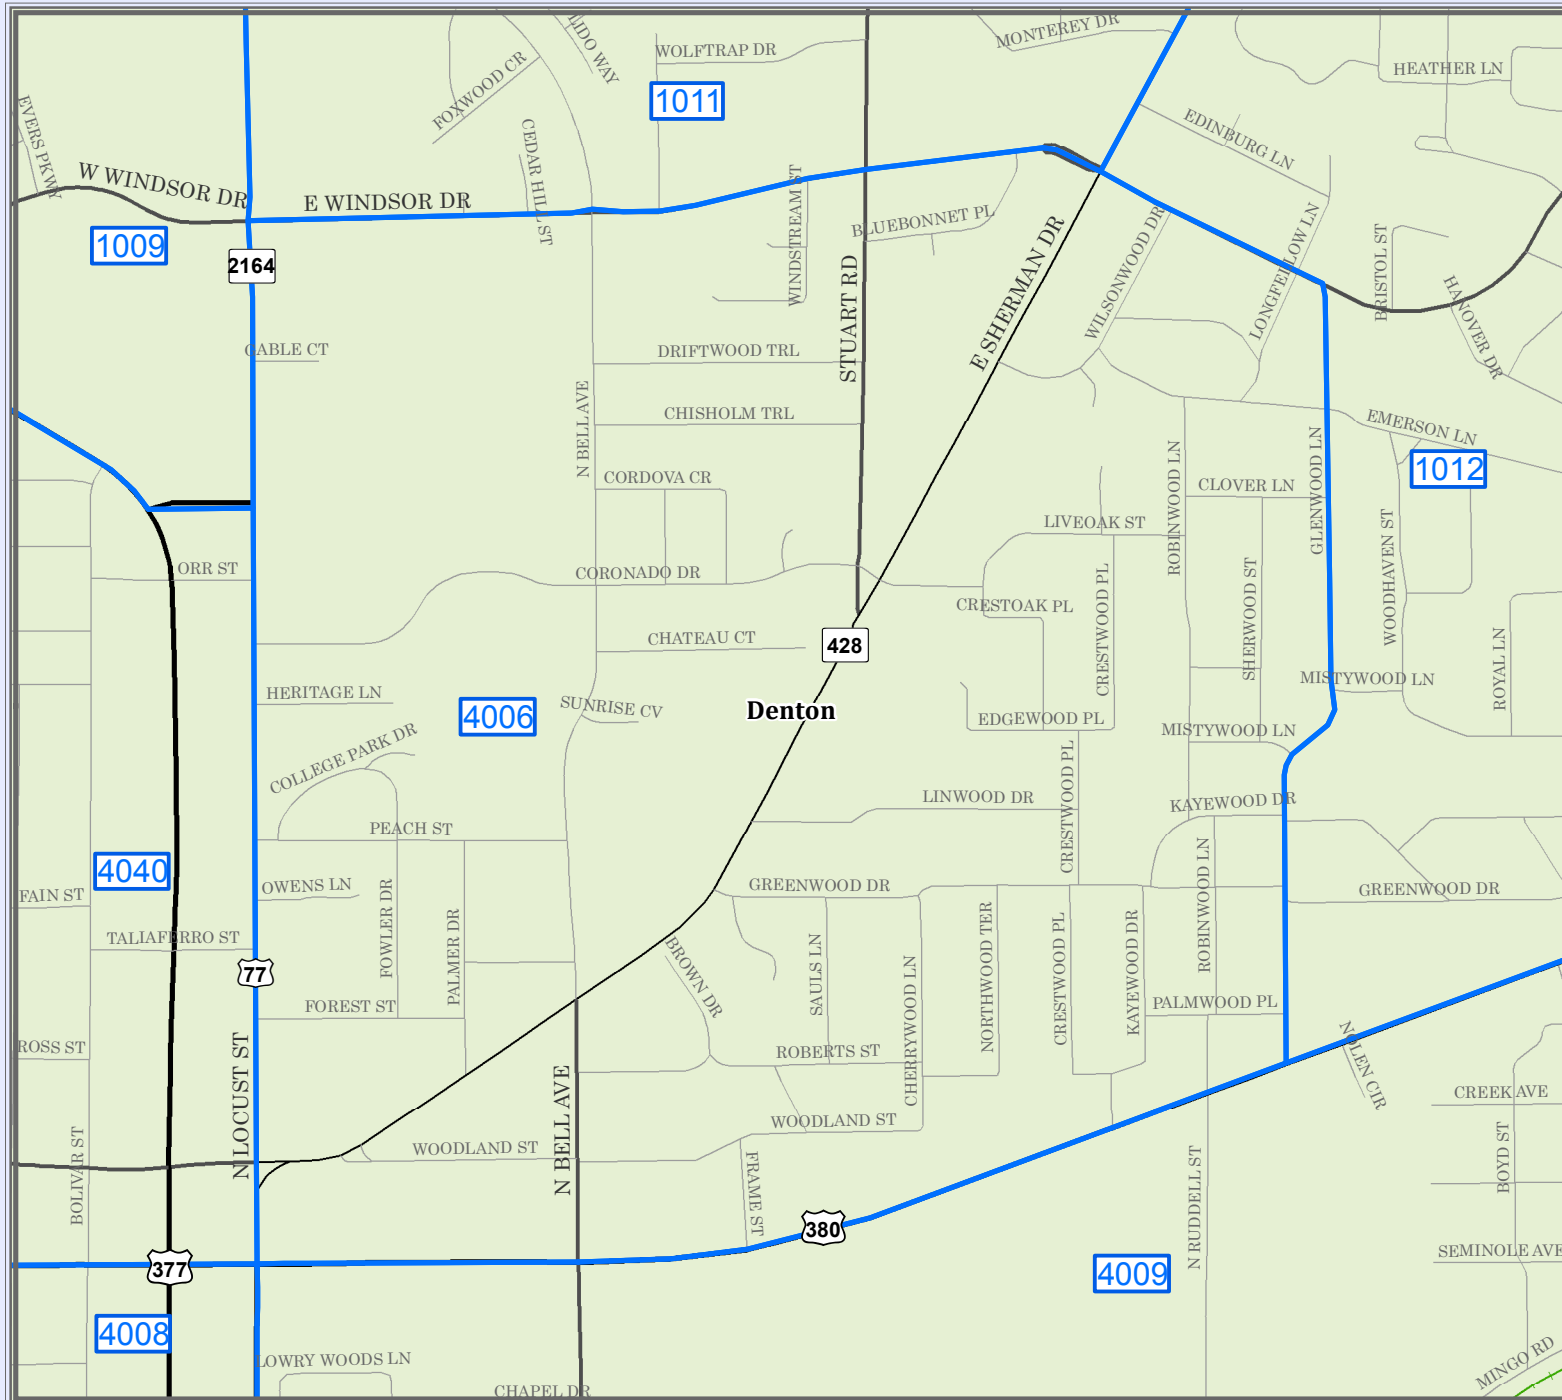 LIDO WAY
MONTEREY DR
WOLFTRAP DR
HEATHER LN
FOXWOOD CR
1011
EVERS PKWY
CEDAR HILL ST
EDINBURG LN
W WINDSOR DR
E WINDSOR DR
WINDSTREAM ST
BLUEBONNET PL
1009
2164
STUART RD
E SHERMAN DR
WILSONWOOD DR
LONGFELLOW LN
BRISTOL ST
HANOVER DR
CABLE CT
DRIFTWOOD TRL
N BELL AVE
CHISHOLM TRL
EMERSON LN
1012
CORDOVA CR
ROBINWOOD LN
CLOVER LN
GLENWOOD LN
LIVEOAK ST
WOODHAVEN ST
ORR ST
CORONADO DR
CRESTOAK PL
CRESTWOOD PL
SHERWOOD ST
CHATEAU CT
428
ROYAL LN
HERITAGE LN
MISTYWOOD LN
4006
SUNRISE CV
Denton
EDGEWOOD PL
MISTYWOOD LN
COLLEGE PARK DR
LINWOOD DR
CRESTWOOD PL
KAYEWOOD DR
PEACH ST
4040
ROBINWOOD LN
FAIN ST
OWENS LN
GREENWOOD DR
GREENWOOD DR
TALIAFERRO ST
FOWLER DR
PALMER DR
BROWN DR
SAULS LN
CHERRYWOOD LN
NORTHWOOD TER
CRESTWOOD PL
KAYEWOOD DR
77
FOREST ST
PALMWOOD PL
ROSS ST
N LOCUST ST
ROBERTS ST
NOLEN CIR
N BELL AVE
CREEK AVE
WOODLAND ST
WOODLAND ST
BOLIVAR ST
BOYD ST
FRAME ST
N RUDDELL ST
380
377
SEMINOLE AVE
4009
4008
LOWRY WOODS LN
MINGO RD
CHAPEL DR